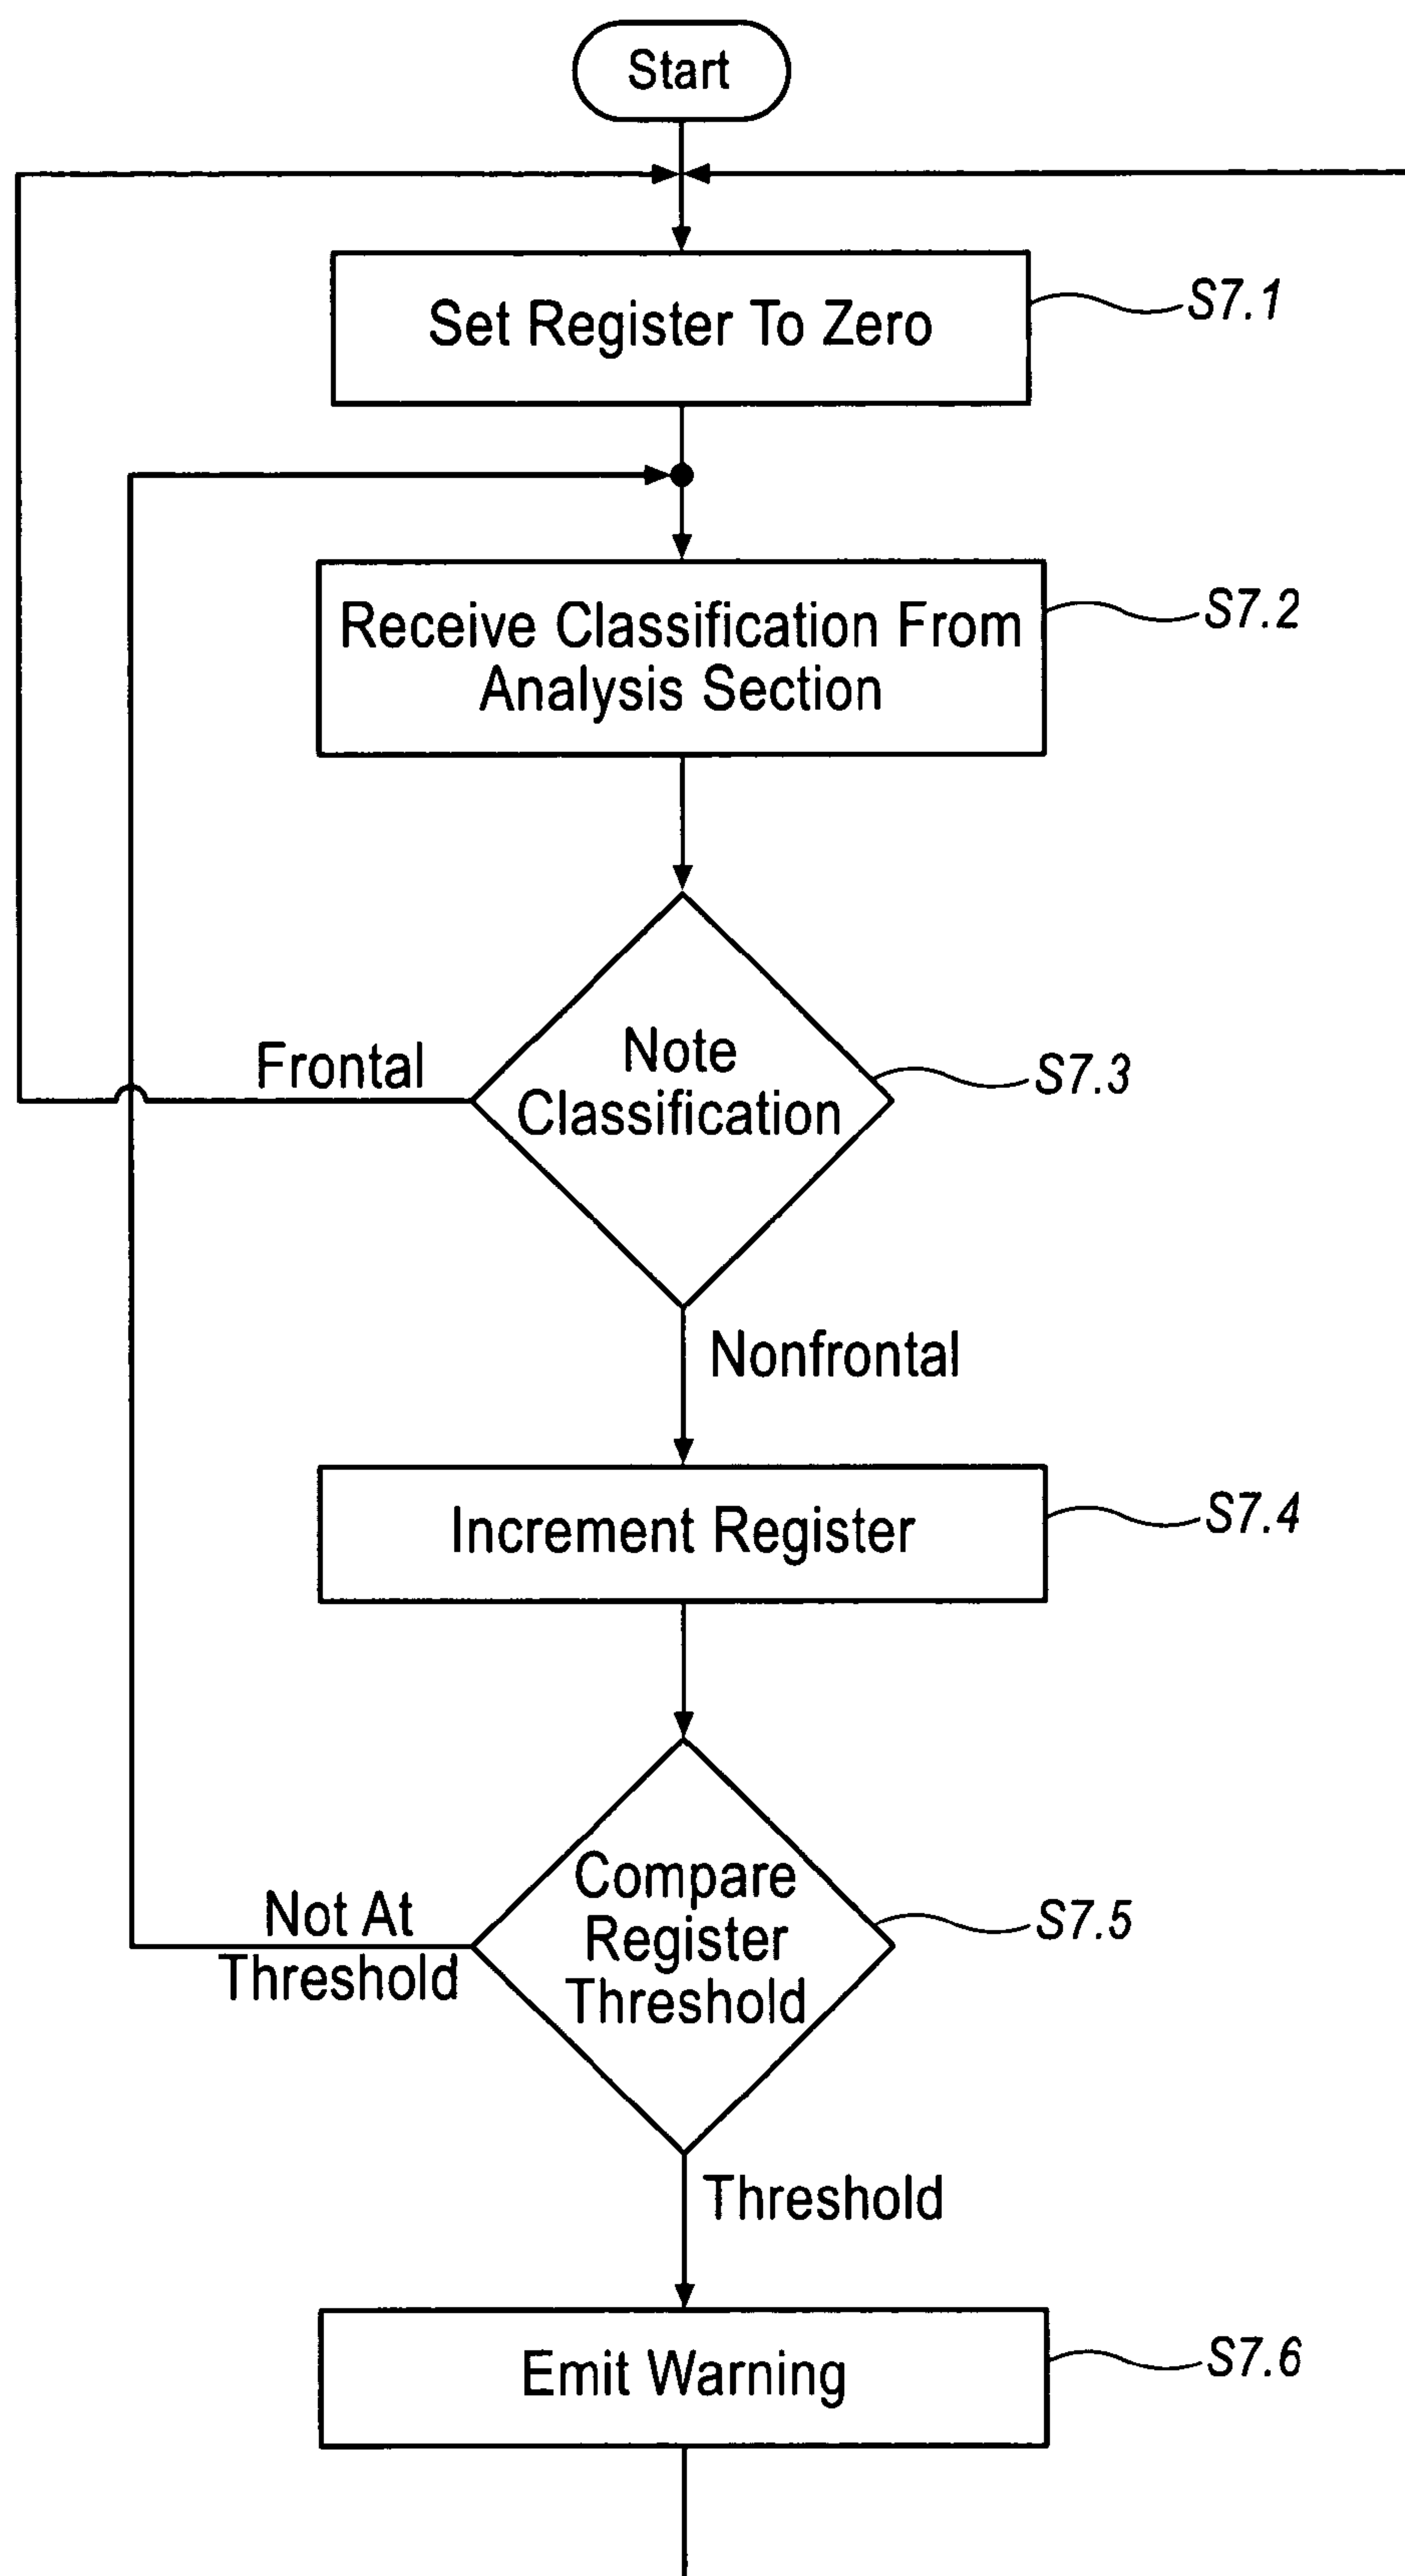 Start
Set Register To Zero
S7.1
Receive Classification From
Analysis Section
S7.2
Note
Classification
S7.3
Frontal
Nonfrontal
Increment Register
S7.4
Compare
Register
Threshold
S7.5
Not At
Threshold
Threshold
Emit Warning
S7.6